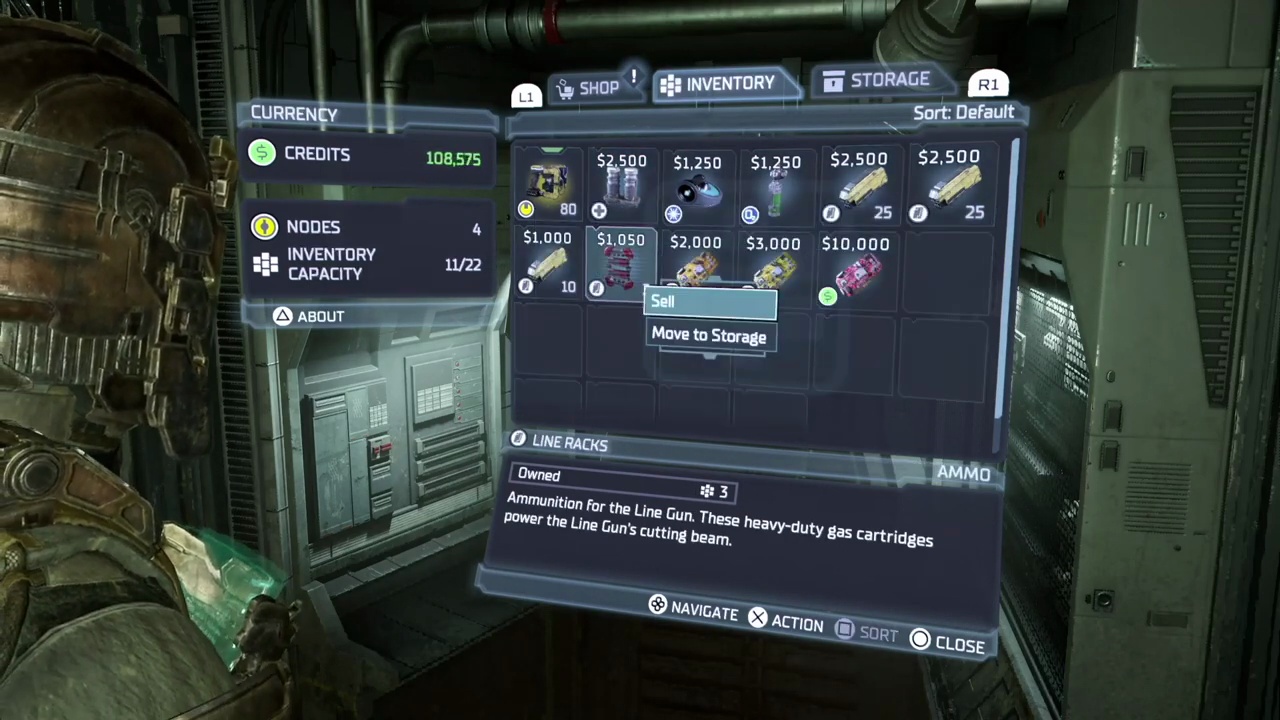 L1
SHOP
!
INVENTORY
STORAGE
R1
CURRENCY
Sort: Default
CREDITS
108,575
NODES
4
INVENTORY
CAPACITY
11/22
ABOUT
80
$2,500
$1,250
$1,250
$2,500
25
$2,500
25
$1,000
10
$1,050
$2,000
$3,000
$10,000
Sell
Move to Storage
LINE RACKS
AMMO
Owned
3
Ammunition for the Line Gun. These heavy-duty gas cartridges
power the Line Gun's cutting beam.
NAVIGATE
ACTION
SORT
CLOSE